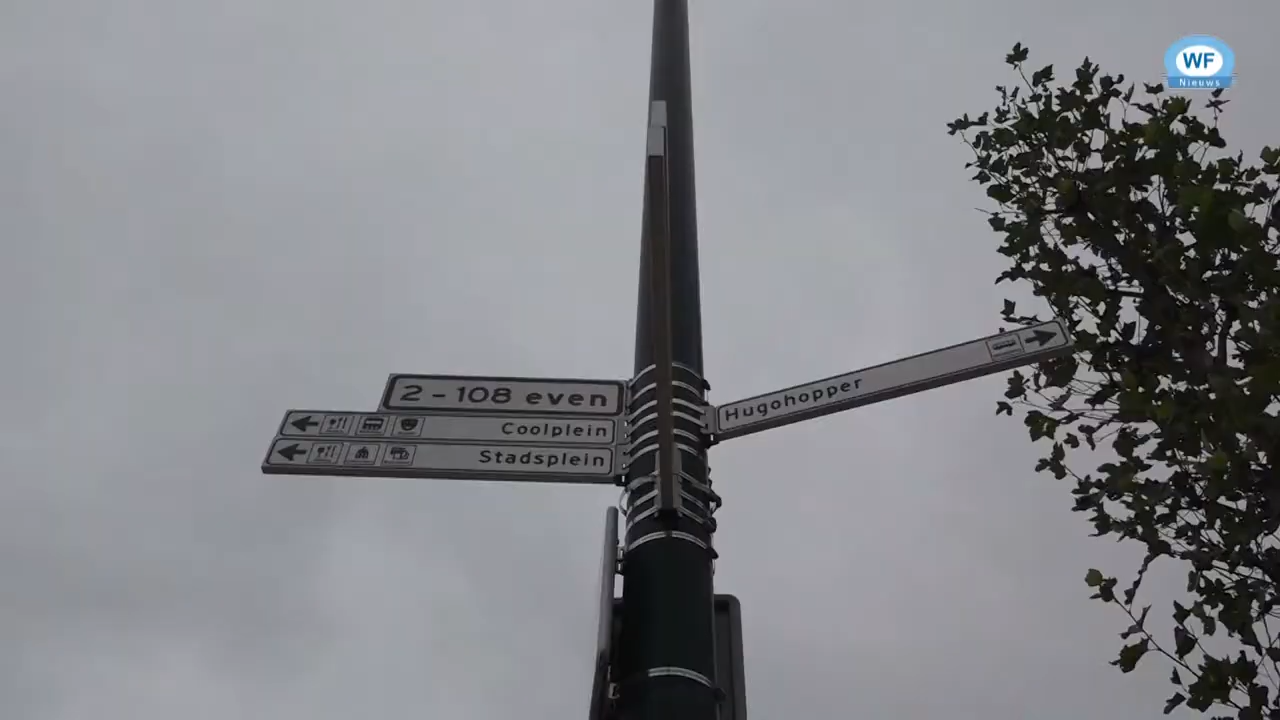 WF
Nieuws
2 - 108 even
Coolplein
Stadsplein
Hugohopper